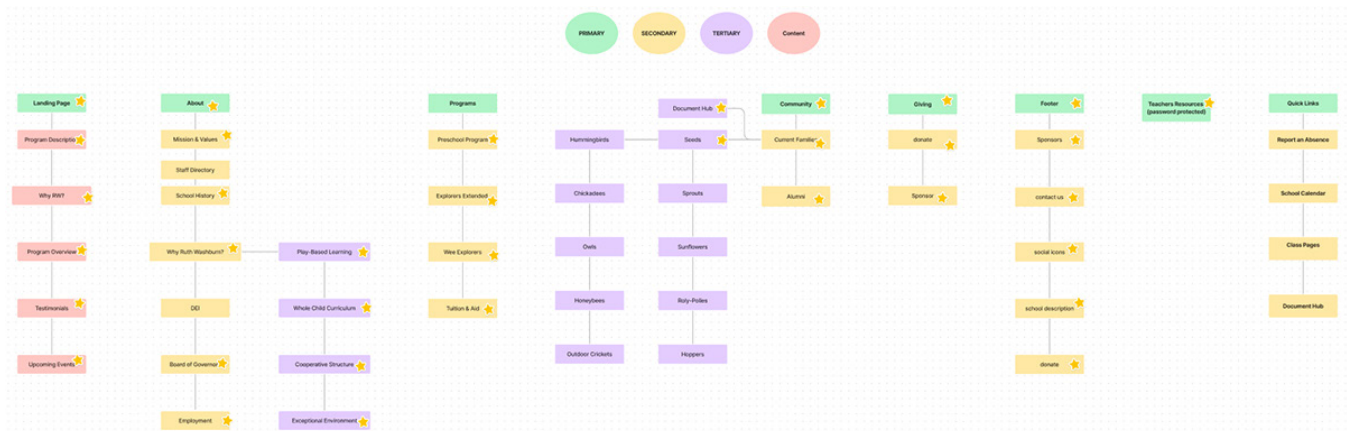 PRIMARY
SECONDARY
TERTIARY
Content
Landing Page
Program Descriptio
Why RW?
Program Overview
Testimonials
Upcoming Events
About
Mission & Values
Staff Directory
School History
Why Ruth Washburn?
DEI
Board of Governor
Employment
Play-Based Learning
Whole Child Curriculum
Cooperative Structure
Exceptional Environment
Programs
Preschool Program
Explorers Extended
Wee Explorers
Tuition & Aid
Hummingbirds
Chickadees
Owls
Honeybees
Outdoor Crickets
Document Hub
Seeds
Sprouts
Sunflowers
Roly-Polies
Hoppers
Community
Current Familie
Alumni
Giving
donate
Sponsor
Footer
Sponsors
contact us
social icons
school description
donate
Teachers Resources
(password protected)
Quick Links
Report an Absence
School Calendar
Class Pages
Document Hub